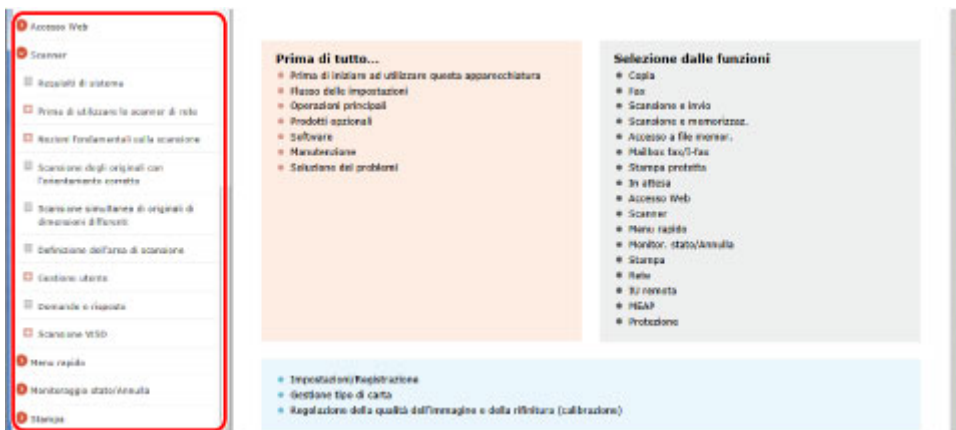 Accesso Web
Scanner
Requisiti di sistema
Prima di utilizzare lo scanner di rete
Nozioni fondamentali sulla scansione
Scansione degli originali con
l'orientamento corretto
Scansione simultanea di originali di
dimensioni differenti
Definizione dell'area di scansione
Gestione utente
Domande e risposte
Scansione WSD
Menu rapido
Monitoraggio stato/Annulla
Stampa
Prima di tutto...
Prima di iniziare ad utilizzare questa apparecchiatura
Flusso delle impostazioni
Operazioni principali
Prodotti opzionali
Software
Manutenzione
Soluzione dei problemi
Selezione dalle funzioni
Copia
Fax
Scansione e invio
Scansione e memorizzaz.
Accesso a file memor.
Mailbox fax/I-fax
Stampa protetta
In attesa
Accesso Web
Scanner
Menu rapido
Monitor. stato/Annulla
Stampa
Rete
IU remota
MEAP
Protezione
Impostazioni/Registrazione
Gestione tipo di carta
Regolazione della qualità dell'immagine e della rifinitura (calibrazione)